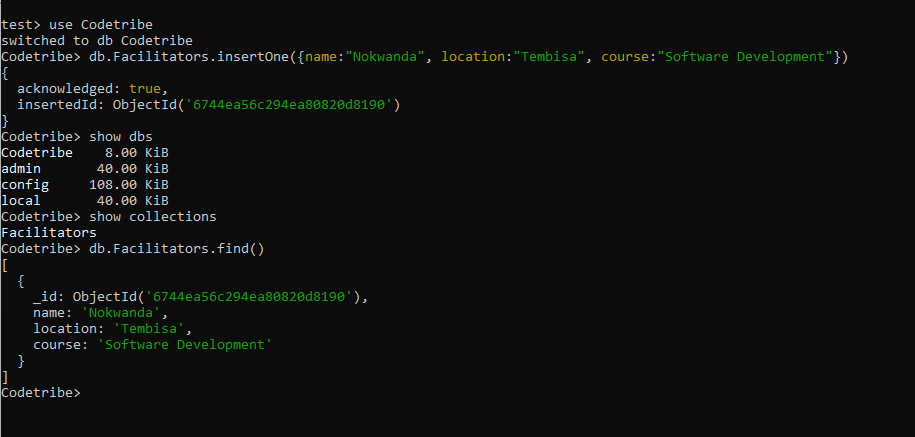 test> use Codetribe
switched to db Codetribe
Codetribe> db.Facilitators.insertOne({name:"Nokwanda", location:"Tembisa", course:"Software Development"})
{
  acknowledged: true,
  insertedId: ObjectId('6744ea56c294ea80820d8190')
}
Codetribe> show dbs
Codetribe    8.00 KiB
admin       40.00 KiB
config     108.00 KiB
local       40.00 KiB
Codetribe> show collections
Facilitators
Codetribe> db.Facilitators.find()
[
  {
    _id: ObjectId('6744ea56c294ea80820d8190'),
    name: 'Nokwanda',
    location: 'Tembisa',
    course: 'Software Development'
  }
]
Codetribe>